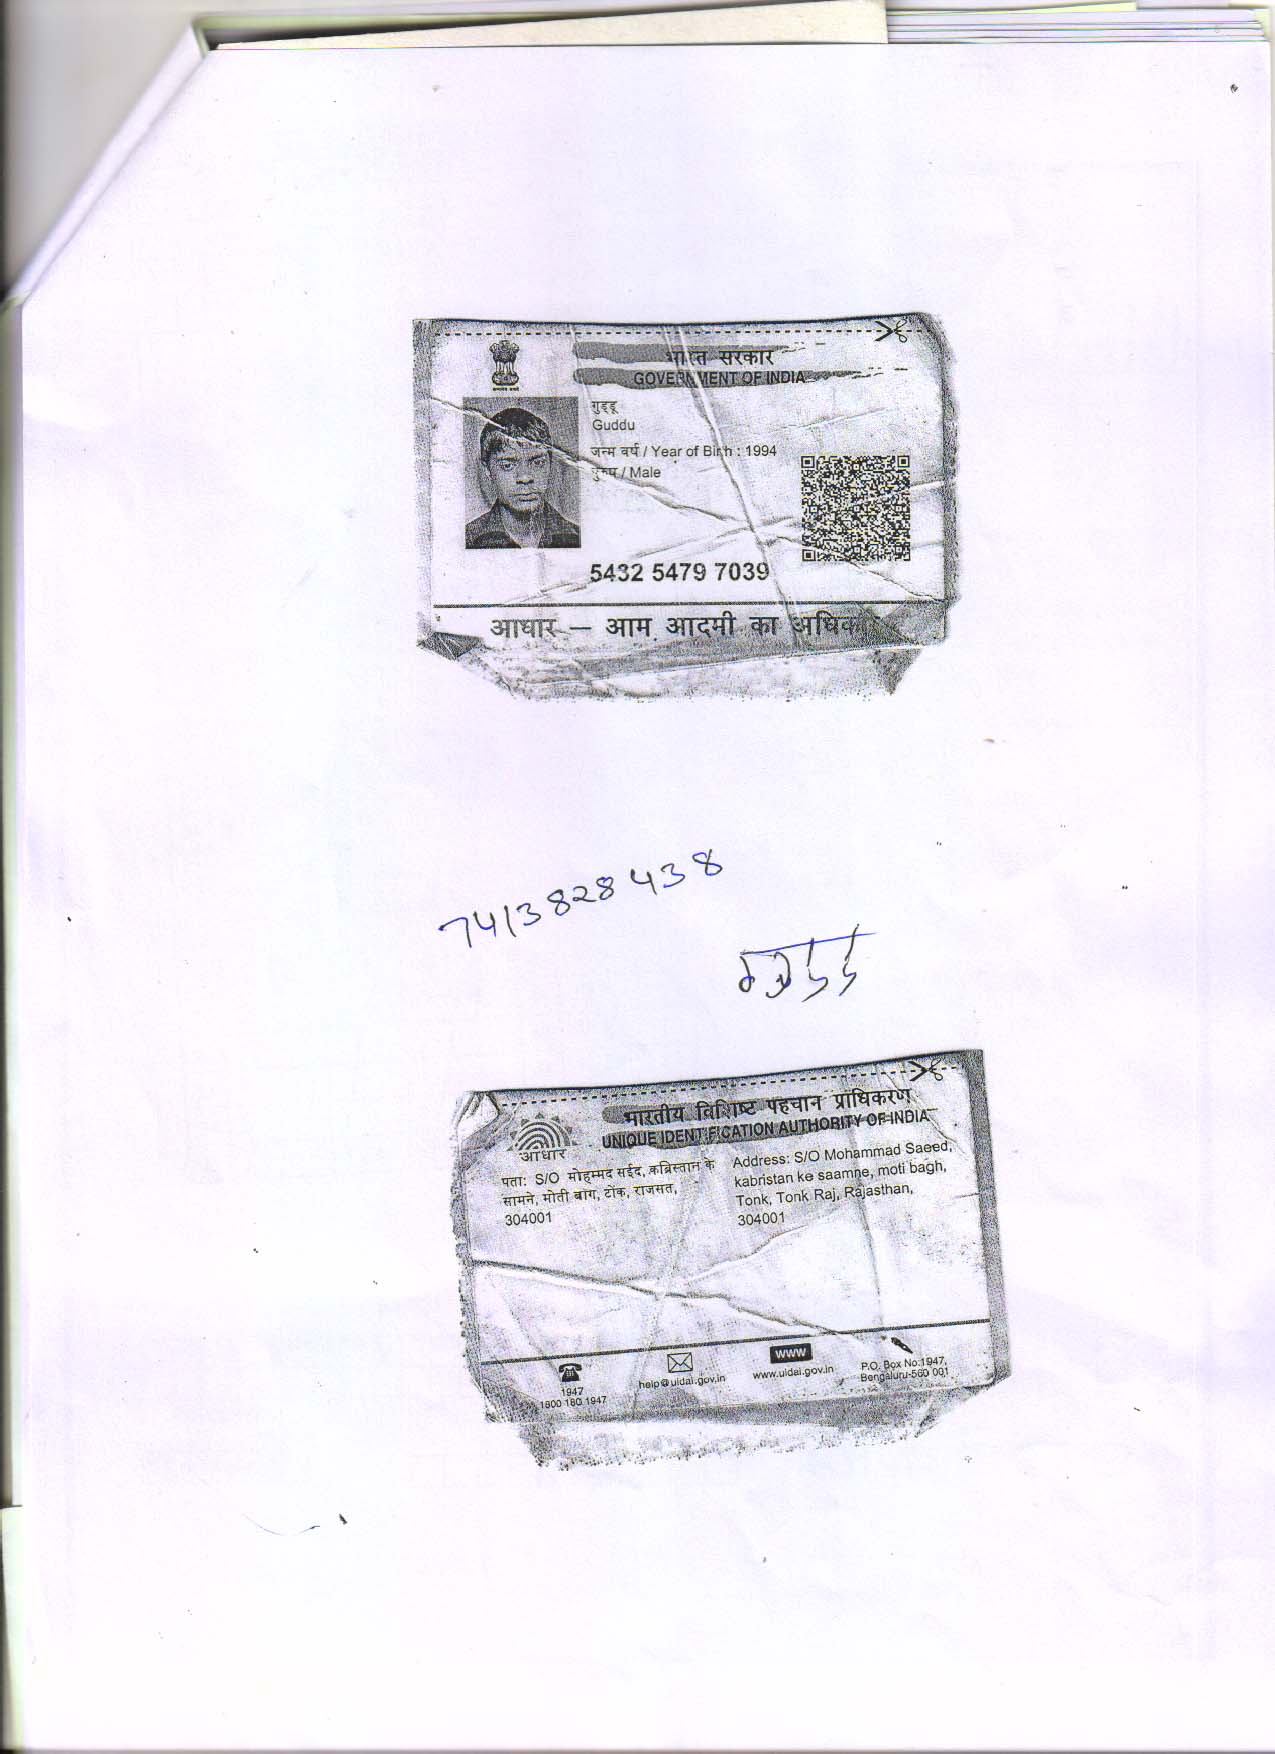 भारत सरकार
GOVERNMENT OF INDIA
गुड्डू
Guddu
जन्म वर्ष / Year of Birth : 1994
पुरुष / Male
5432 5479 7039
आधार – आम आदमी का
7413828438
भारतीय विशिष्ट पहचान प्राधिकरण
UNIQUE IDENTIFICATION AUTHORITY OF INDIA
आधार
पता: S/O मोहम्मद सईद, कब्रिस्तान के
सामने, मोती बाग, टोंक, राजसत,
304001
Address: S/O Mohammad Saeed,
kabristan ke saamne, moti bagh,
Tonk, Tonk Raj, Rajasthan,
304001
1947
1800 180 1947
help@uidai.gov.in
www
www.uidai.gov.in
P.O. Box No.1947,
Bengaluru-560 001